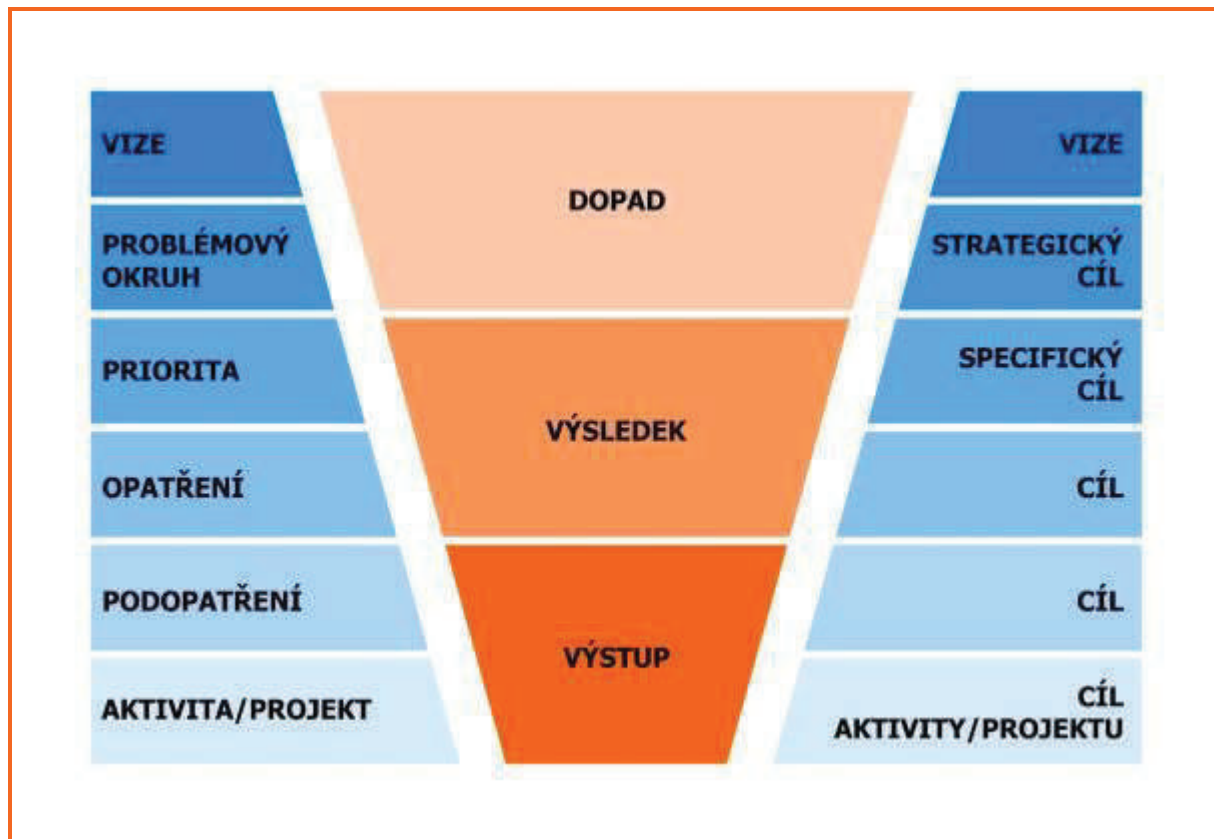 VIZE
PROBLÉMOVÝ
OKRUH
PRIORITA
OPATŘENÍ
PODOPATŘENÍ
AKTIVITA/PROJEKT
DOPAD
VÝSLEDEK
VÝSTUP
VIZE
STRATEGICKÝ
CÍL
SPECIFICKÝ
CÍL
CÍL
CÍL
CÍL
AKTIVITY/PROJEKTU